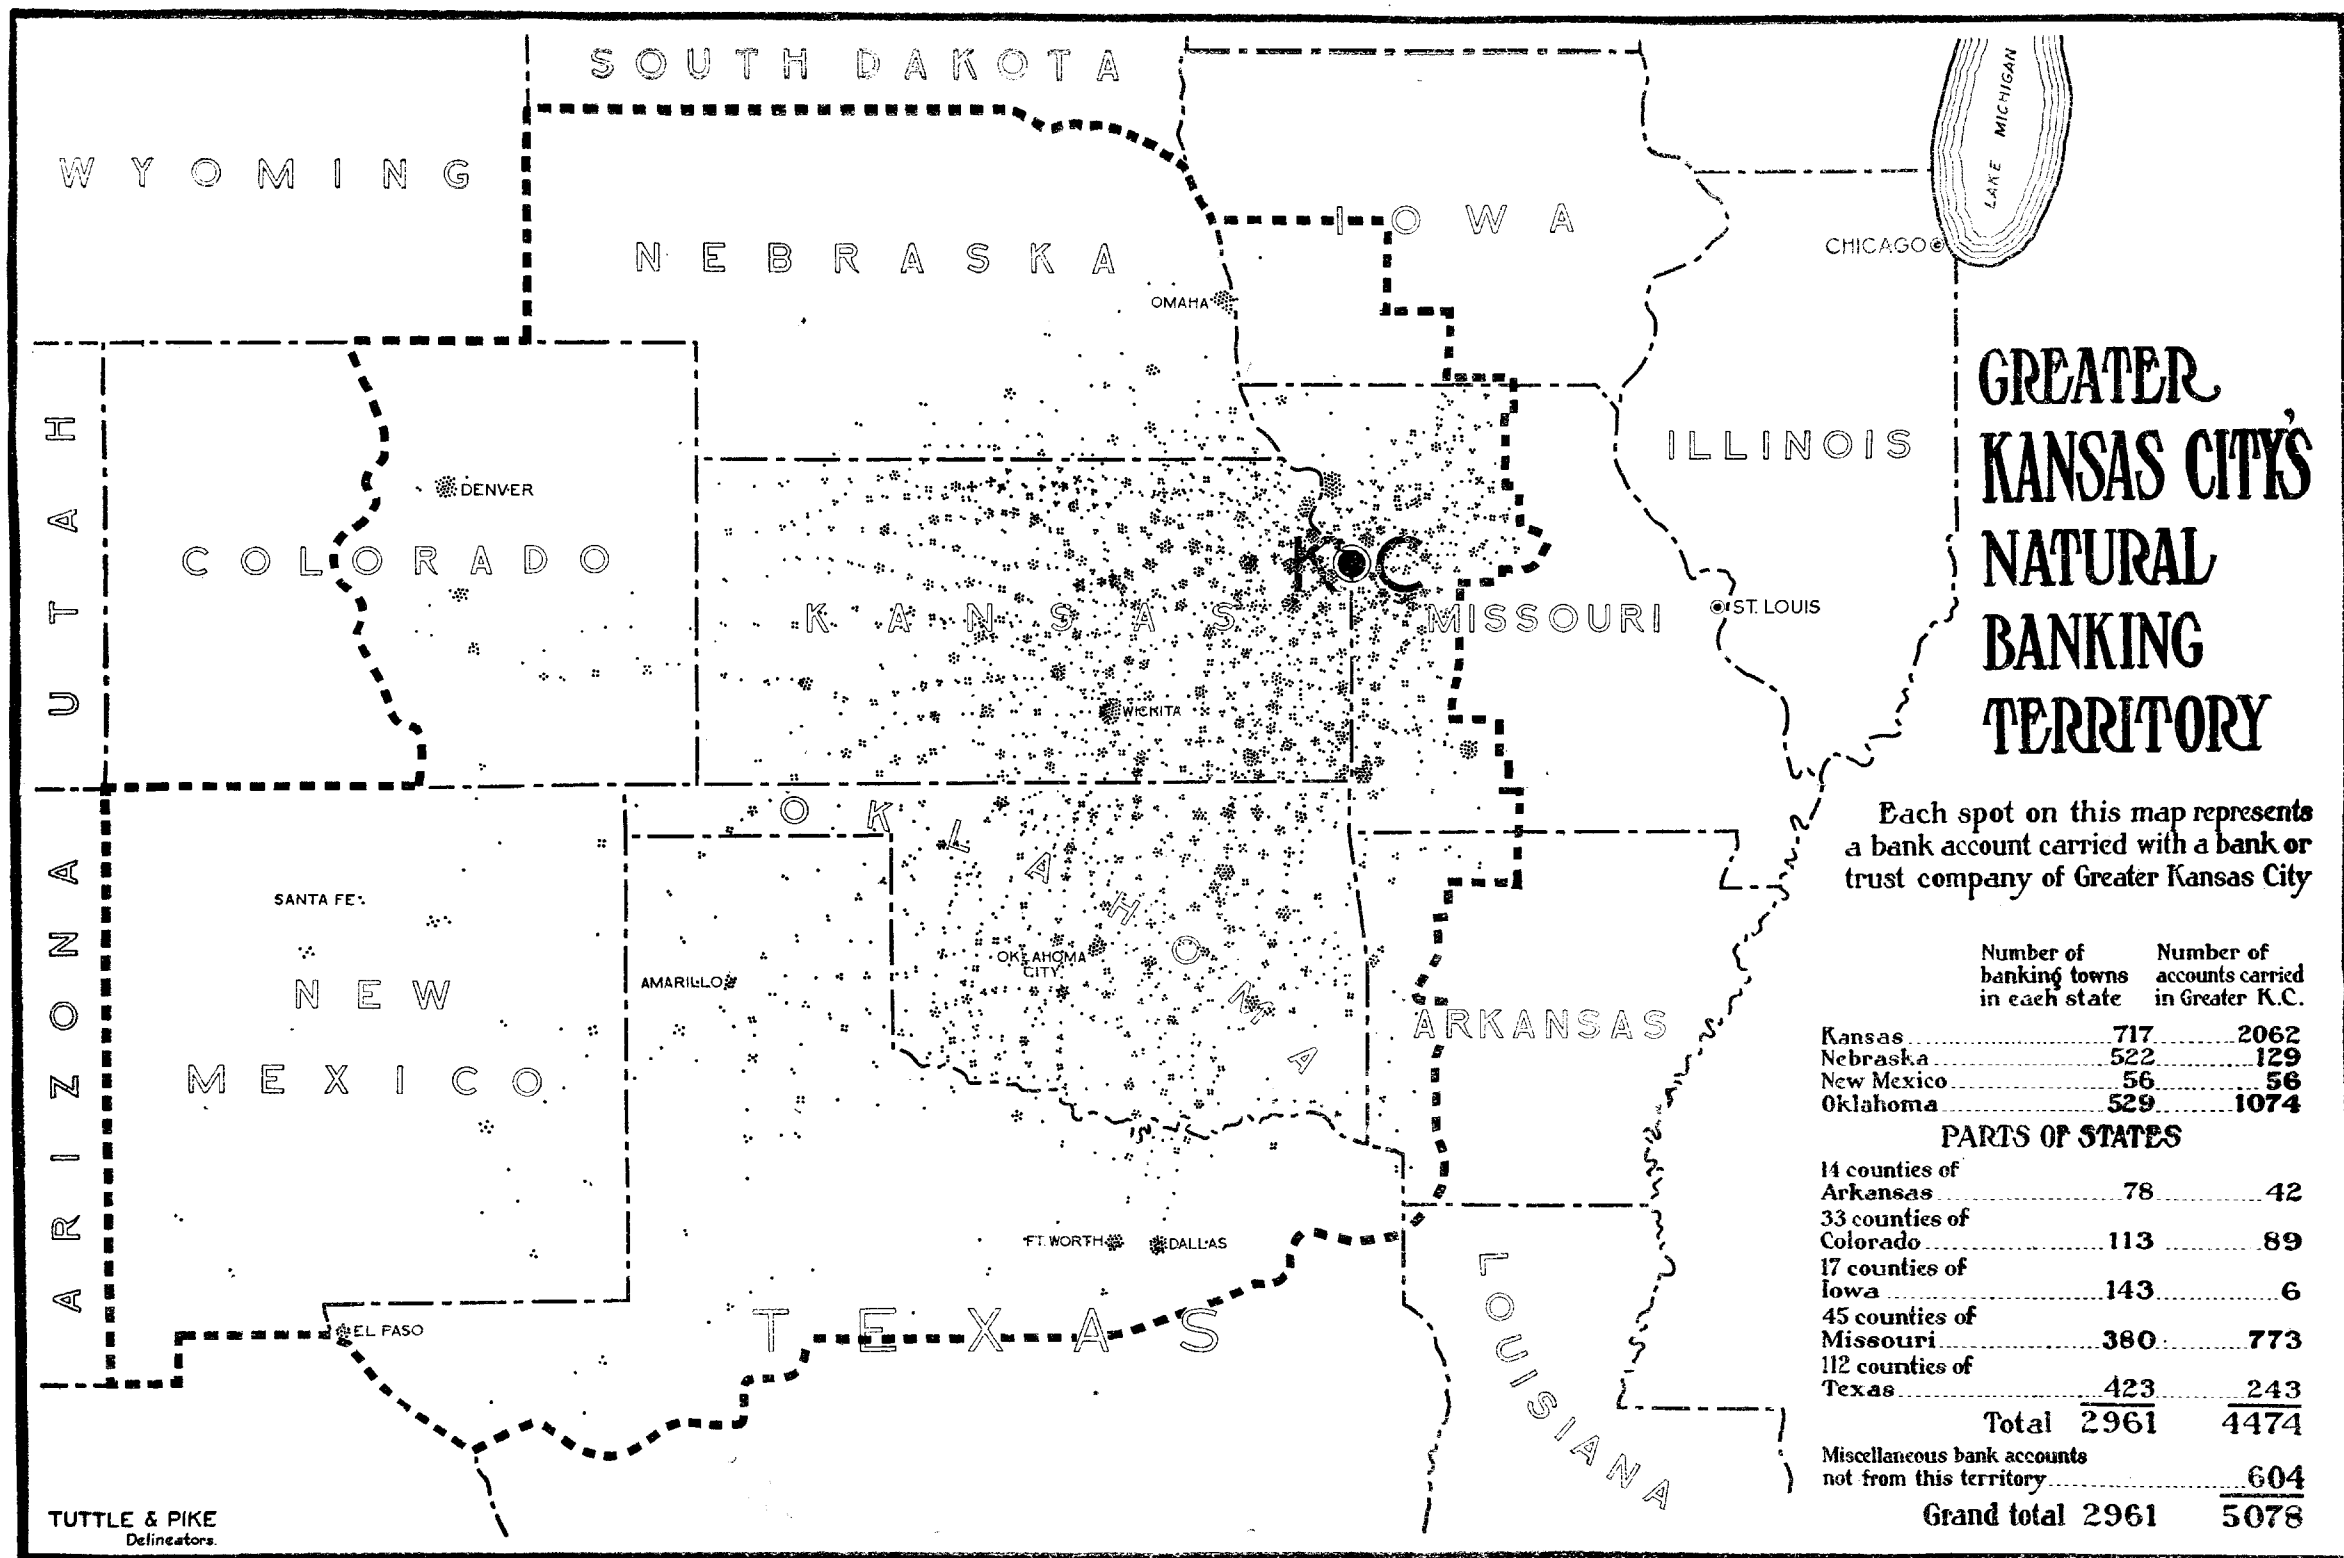 SOUTH DAKOTA
WYOMING
NEBRASKA
IOWA
LAKE MICHIGAN
CHICAGO
OMAHA
UTAH
COLORADO
DENVER
KANSAS
K C
MISSOURI
ILLINOIS
ST. LOUIS
WICHITA
OKLAHOMA
SANTA FE
NEW
MEXICO
AMARILLO
OKLAHOMA
CITY
ARKANSAS
ARIZONA
FT. WORTH
DALLAS
EL PASO
TEXAS
LOUISIANA
TUTTLE & PIKE
Delineators.
GREATER
KANSAS CITY'S
NATURAL
BANKING
TERRITORY
Each spot on this map represents
a bank account carried with a bank or
trust company of Greater Kansas City
Number of Number of
banking towns accounts carried
in each state in Greater K.C.
Kansas 717 2062
Nebraska 522 129
New Mexico 56 56
Oklahoma 529 1074
PARTS OF STATES
14 counties of
Arkansas 78 42
33 counties of
Colorado 113 89
17 counties of
Iowa 143 6
45 counties of
Missouri 380 773
112 counties of
Texas 423 243
Total 2961 4474
Miscellaneous bank accounts
not from this territory 604
Grand total 2961 5078